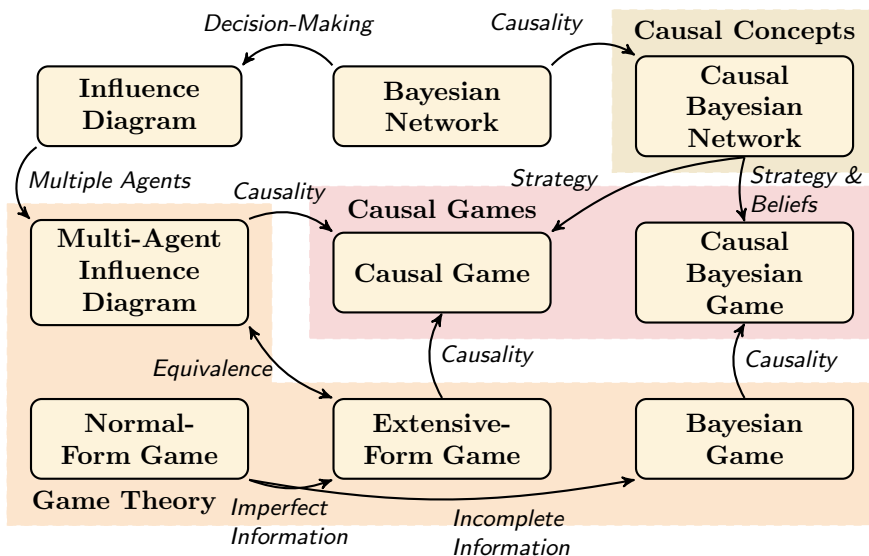 Decision-Making
Causality
Causal Concepts
Influence
Diagram
Bayesian
Network
Causal
Bayesian
Network
Multiple Agents
Causality
Strategy
Strategy &
Beliefs
Causal Games
Multi-Agent
Influence
Diagram
Causal Game
Causal
Bayesian
Game
Equivalence
Causality
Causality
Normal-
Form Game
Extensive-
Form Game
Bayesian
Game
Game Theory
Imperfect
Information
Incomplete
Information